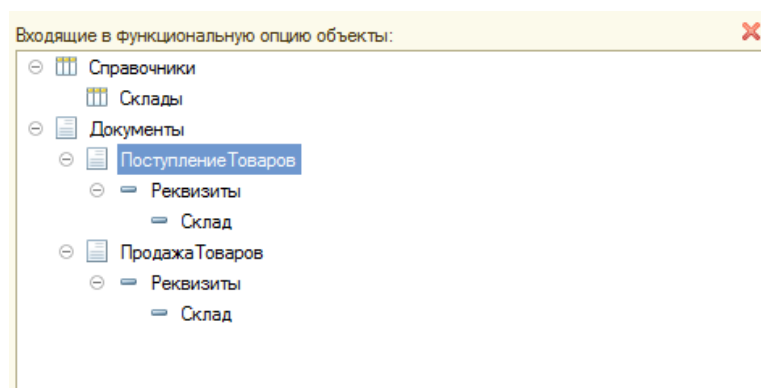 Входящие в функциональную опцию объекты:
Справочники
Склады
Документы
ПоступлениеТоваров
Реквизиты
Склад
ПродажаТоваров
Реквизиты
Склад